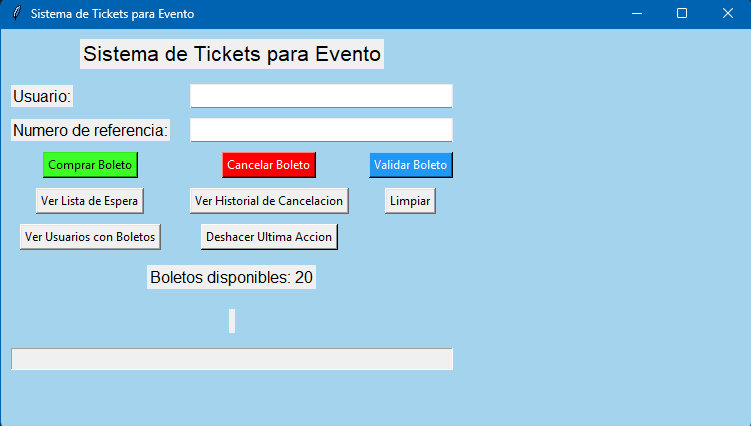 Sistema de Tickets para Evento
Sistema de Tickets para Evento
Usuario:
Numero de referencia:
Comprar Boleto Cancelar Boleto Validar Boleto
Ver Lista de Espera Ver Historial de Cancelacion Limpiar
Ver Usuarios con Boletos Deshacer Ultima Accion
Boletos disponibles: 20